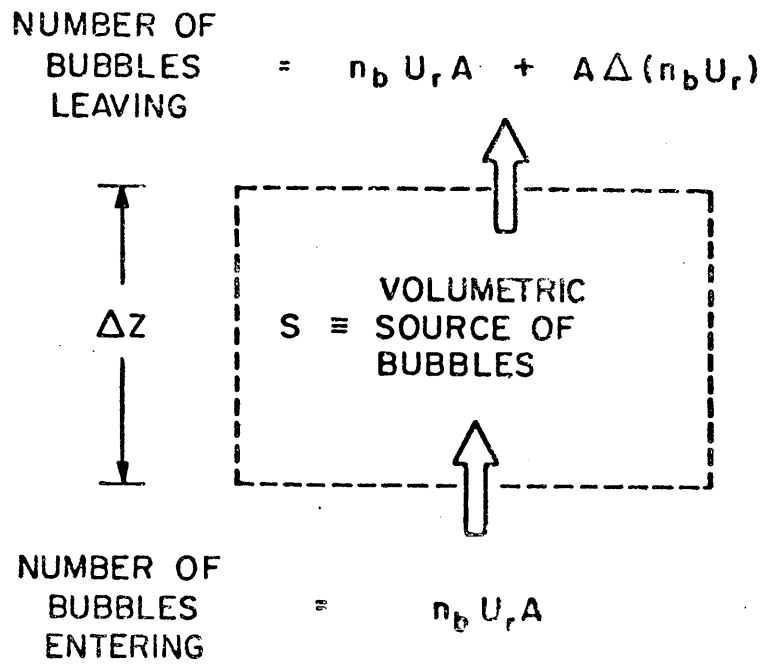 NUMBER OF
BUBBLES = n_b U_r A + A Δ (n_b U_r)
LEAVING
ΔZ
VOLUMETRIC
S ≡ SOURCE OF
BUBBLES
NUMBER OF
BUBBLES = n_b U_r A
ENTERING